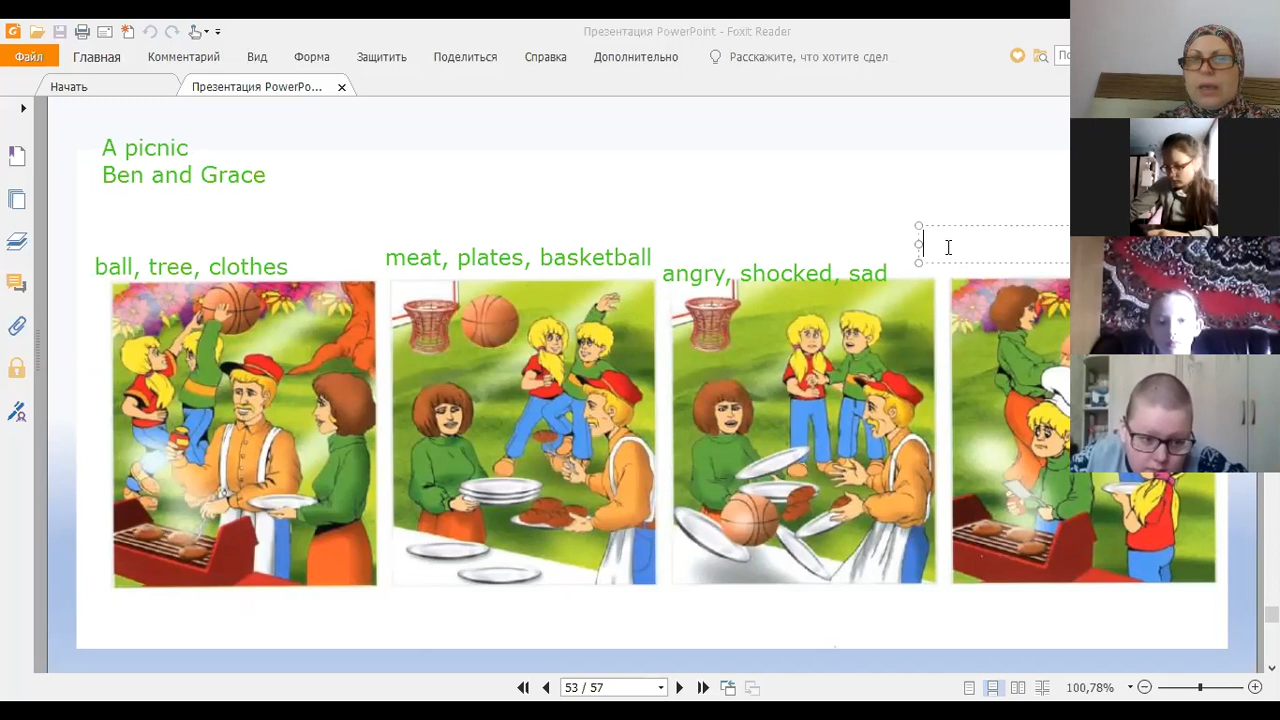 Презентация PowerPoint - Foxit Reader
Файл
Главная
Комментарий
Вид
Форма
Защитить
Поделиться
Справка
Дополнительно
Расскажите, что хотите сдел
По
Начать
Презентация PowerPo...
A picnic
Ben and Grace
ball, tree, clothes
meat, plates, basketball
angry, shocked, sad
53 / 57
100,78%